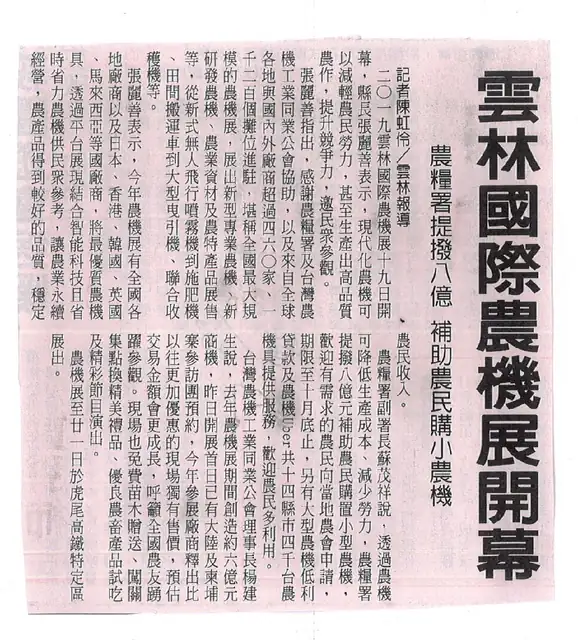 雲林國際農機展開幕
農糧署提撥八億 補助農民購小農機
記者陳虹伶／雲林報導
二〇一九雲林國際農機展十九日開
幕，縣長張麗善表示，現代化農機可
以減輕農民勞力，甚至生產出高品質
農作，提升競爭力，邀民衆參觀。
張麗善指出，感謝農糧署及台灣農
機工業同業公會協助，以及來自全球
各地與國內外廠商超過四六〇家、一
千二百個攤位進駐，堪稱全國最大規
模的農機展，展出新型專業農機、新
研發農機、農業資材及農特產品展售
等，從新式無人飛行噴霧機到施肥機
、田間搬運車到大型曳引機、聯合收
穫機等。
張麗善表示，今年農機展有全國各
地廠商以及日本、香港、韓國、英國
、馬來西亞等國廠商，將最優質農機
具，透過平台展現結合智能科技且省
時省力農機供民衆參考，讓農業永續
經營，農產品得到較好的品質，穩定
農民收入。
農糧署副署長蘇茂祥說，透過農機
可降低生產成本、減少勞力，農糧署
提撥八億元補助農民購置小型農機，
歡迎有需求的農民向當地農會申請，
期限至十月底止，另有大型農機低利
貸款及農機Uber共十四縣市四千台農
機具提供服務，歡迎農民多利用。
台灣農機工業同業公會理事長楊建
生說，去年農機展期間創造約六億元
商機，昨日開展首日已有大陸及柬埔
寨參訪團預約，今年參展廠商釋出比
以往更加優惠的現場獨有售價，預估
交易金額會更成長，呼籲全國農友踴
躍參觀。現場也免費苗木贈送、闖關
集點換精美禮品、優良農畜產品試吃
及精彩節目演出。
農機展至廿一日於虎尾高鐵特定區
展出。